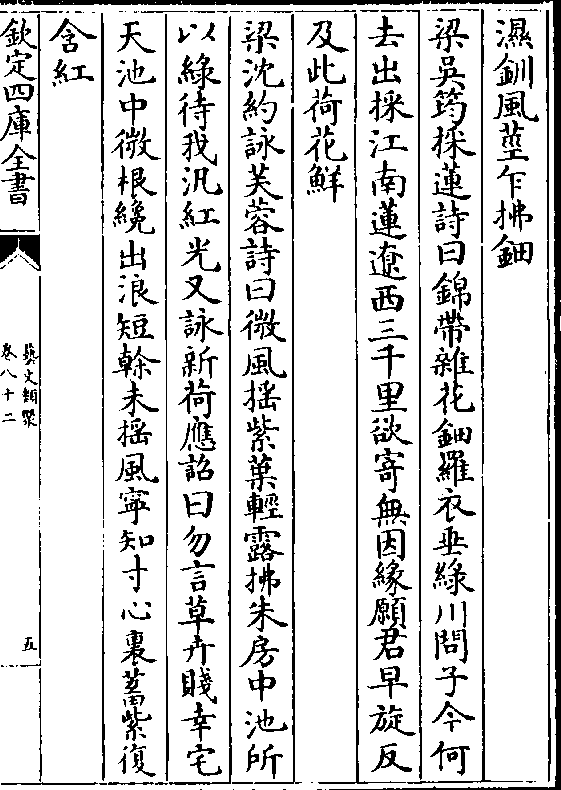 濕釧風莖乍拂鈿
梁吳筠採蓮詩曰錦帶雜花鈿羅衣垂綠川問子今何
去出採江南蓮遼西三千里欲寄無因緣願君早旋反
及此荷花鮮
梁沈約詠芙蓉詩曰微風揺紫葉輕露拂朱房中池所
以綠待我汎紅光又詠新荷應詔曰勿言草卉賤幸宅
天池中微根纔出浪短榦未揺風寧知寸心裏蓄紫復
含紅
欽定四庫全書
藝文類聚
卷八十二
五